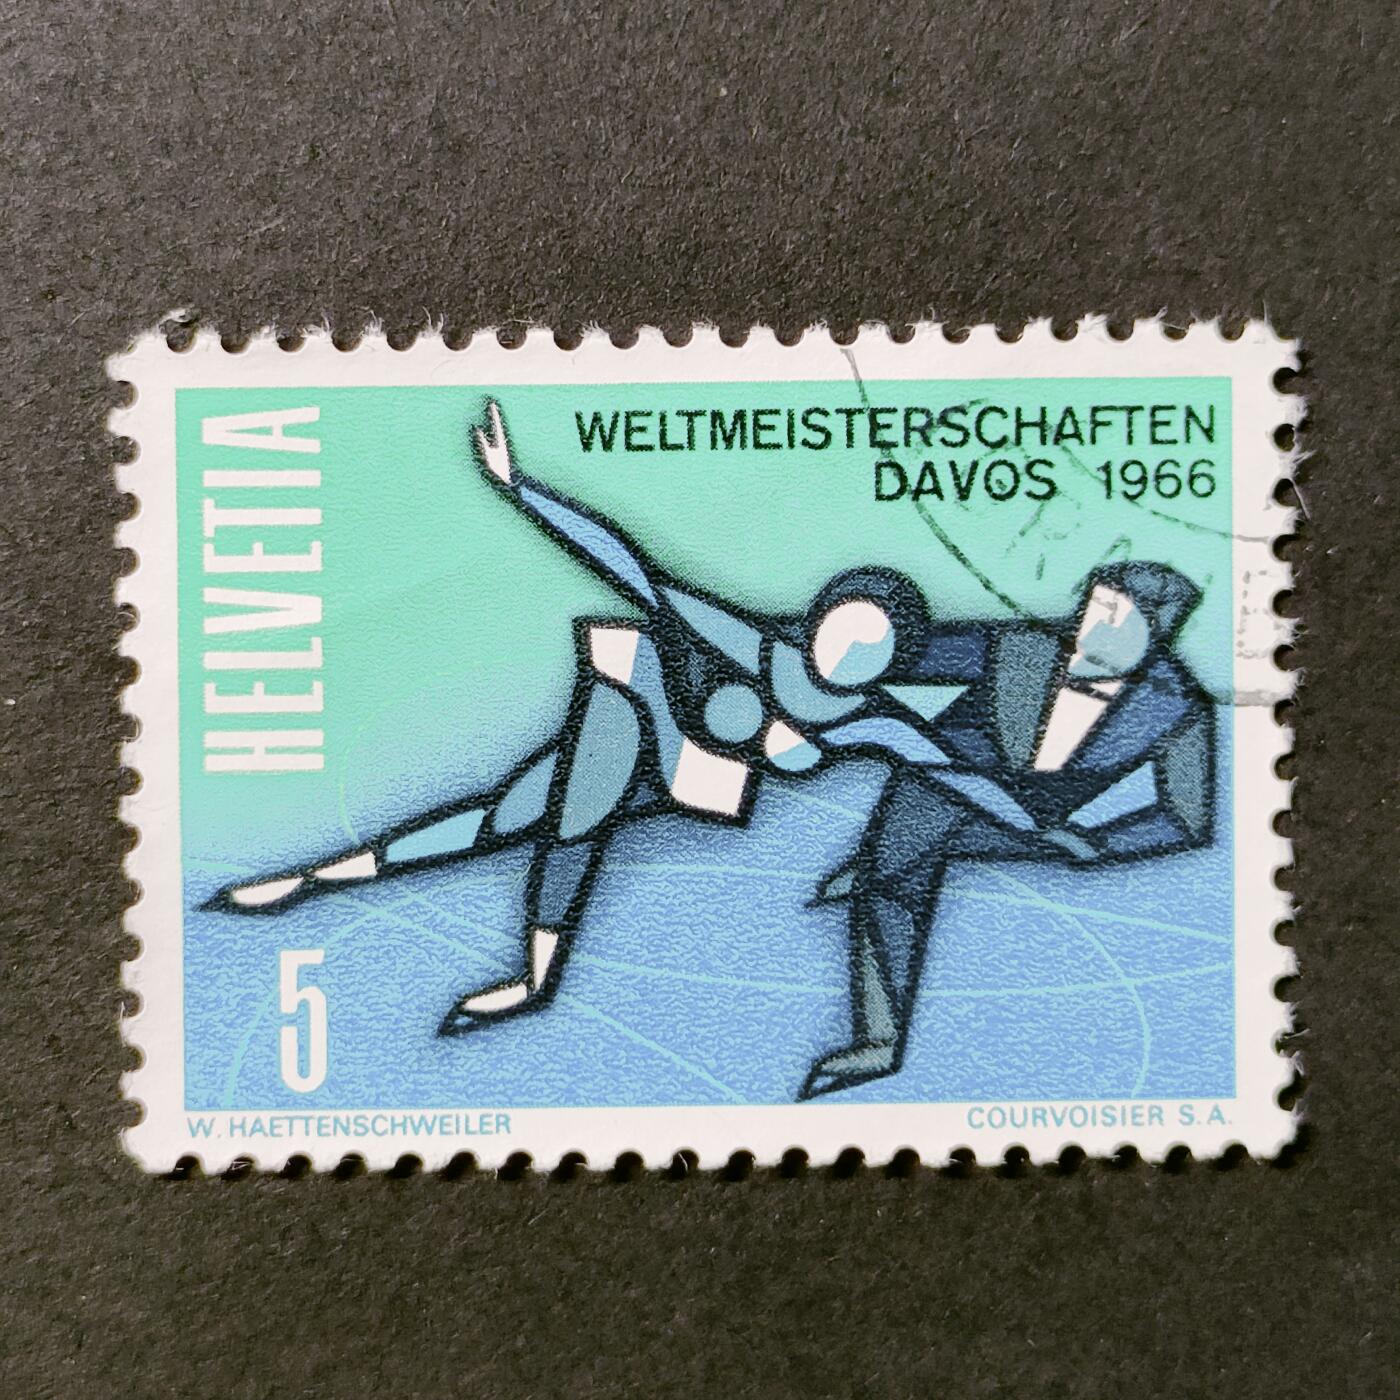 HELVETIA
WELTMEISTERSCHAFTEN
DAVOS 1966
5
W. HAETTENSCHWEILER
COURVOISIER S.A.